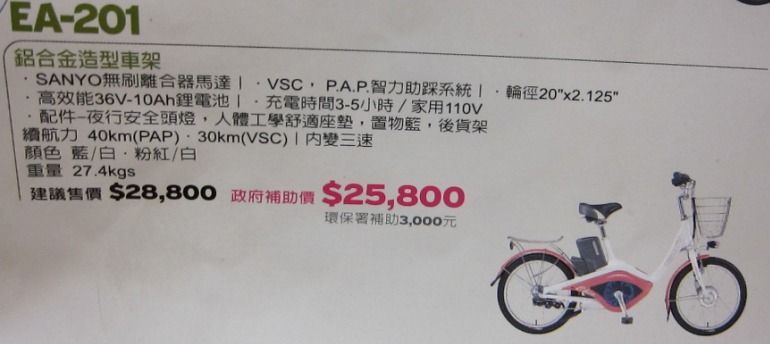 EA-201
鋁合金造型車架
· SANYO無刷離合器馬達 | · VSC, P.A.P.智力助踩系統 | · 輪徑20"x2.125"
· 高效能36V-10Ah鋰電池 | · 充電時間3-5小時 / 家用110V
· 配件-夜行安全頭燈,人體工學舒適座墊,置物籃,後貨架
續航力 40km(PAP) · 30km(VSC) | 內變三速
顏色 藍/白 · 粉紅/白
重量 27.4kgs
建議售價 $28,800 政府補助價 $25,800
環保署補助3,000元